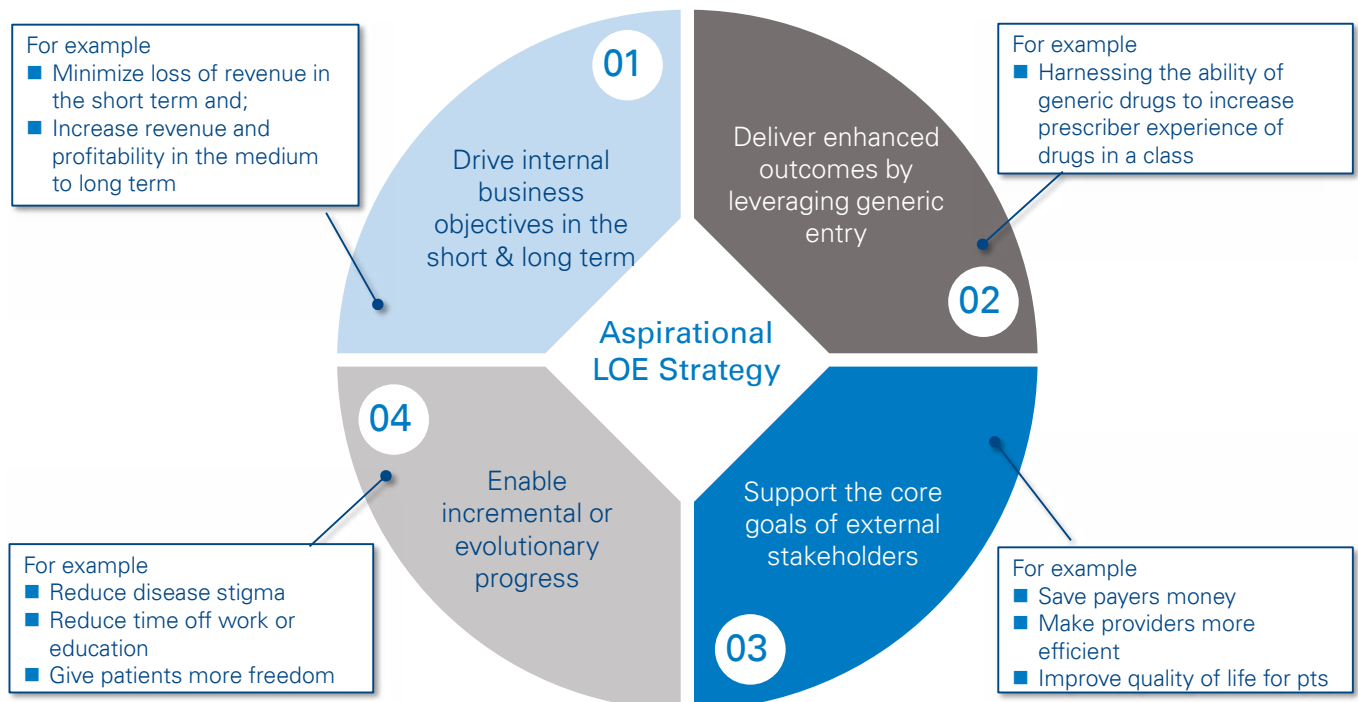 For example
■ Minimize loss of revenue in
the short term and;
■ Increase revenue and
profitability in the medium
to long term
01
Drive internal
business
objectives in the
short & long term
For example
■ Harnessing the ability of
generic drugs to increase
prescriber experience of
drugs in a class
Deliver enhanced
outcomes by
leveraging generic
entry
02
Aspirational
LOE Strategy
04
Enable
incremental or
evolutionary
progress
For example
■ Reduce disease stigma
■ Reduce time off work or
education
■ Give patients more freedom
Support the core
goals of external
stakeholders
03
For example
■ Save payers money
■ Make providers more
efficient
■ Improve quality of life for pts